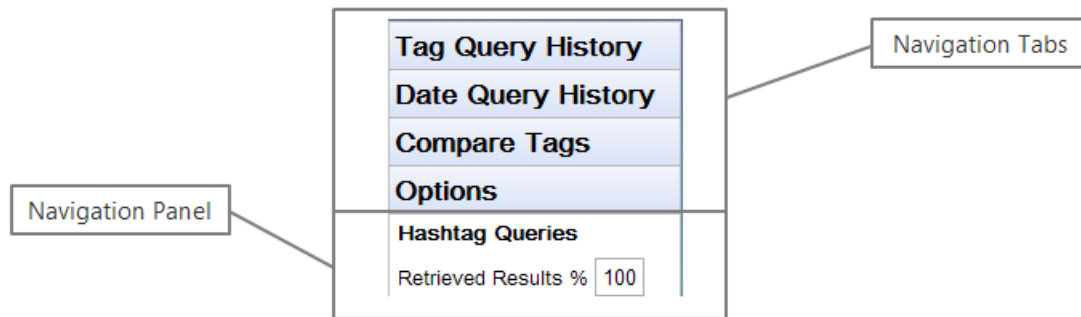 Tag Query History
Navigation Tabs
Date Query History
Compare Tags
Options
Navigation Panel
Hashtag Queries
Retrieved Results % 100